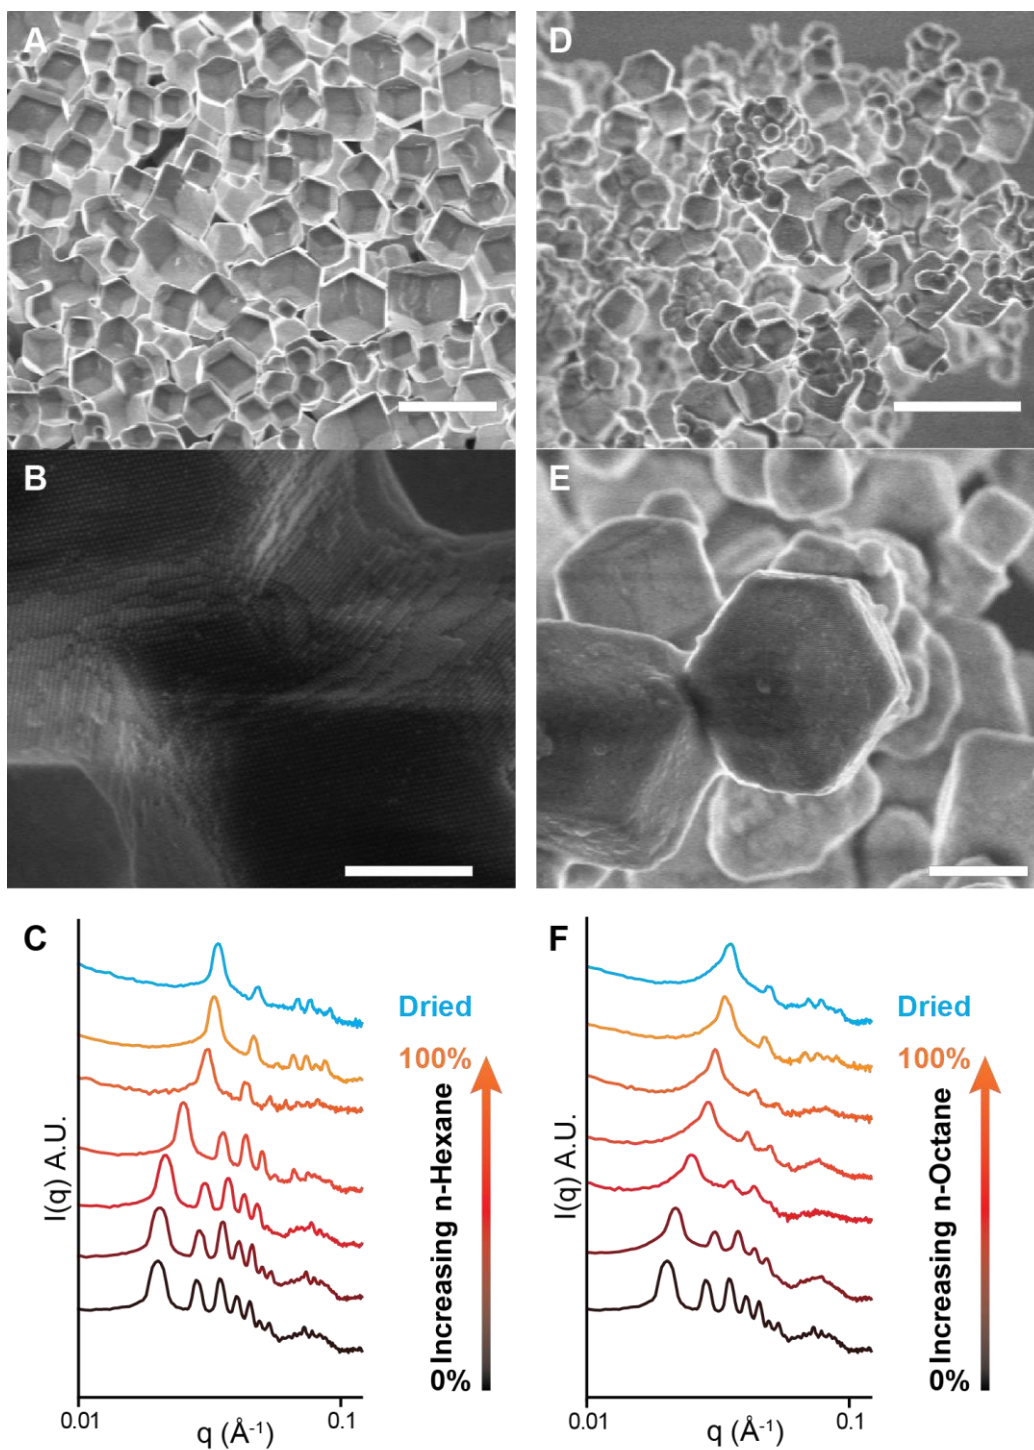 A
D
B
E
C
Dried
100%
Increasing n-Hexane
0%
I(q) A.U.
0.01
0.1
q (Å⁻¹)
F
Dried
100%
Increasing n-Octane
0%
I(q) A.U.
0.01
0.1
q (Å⁻¹)